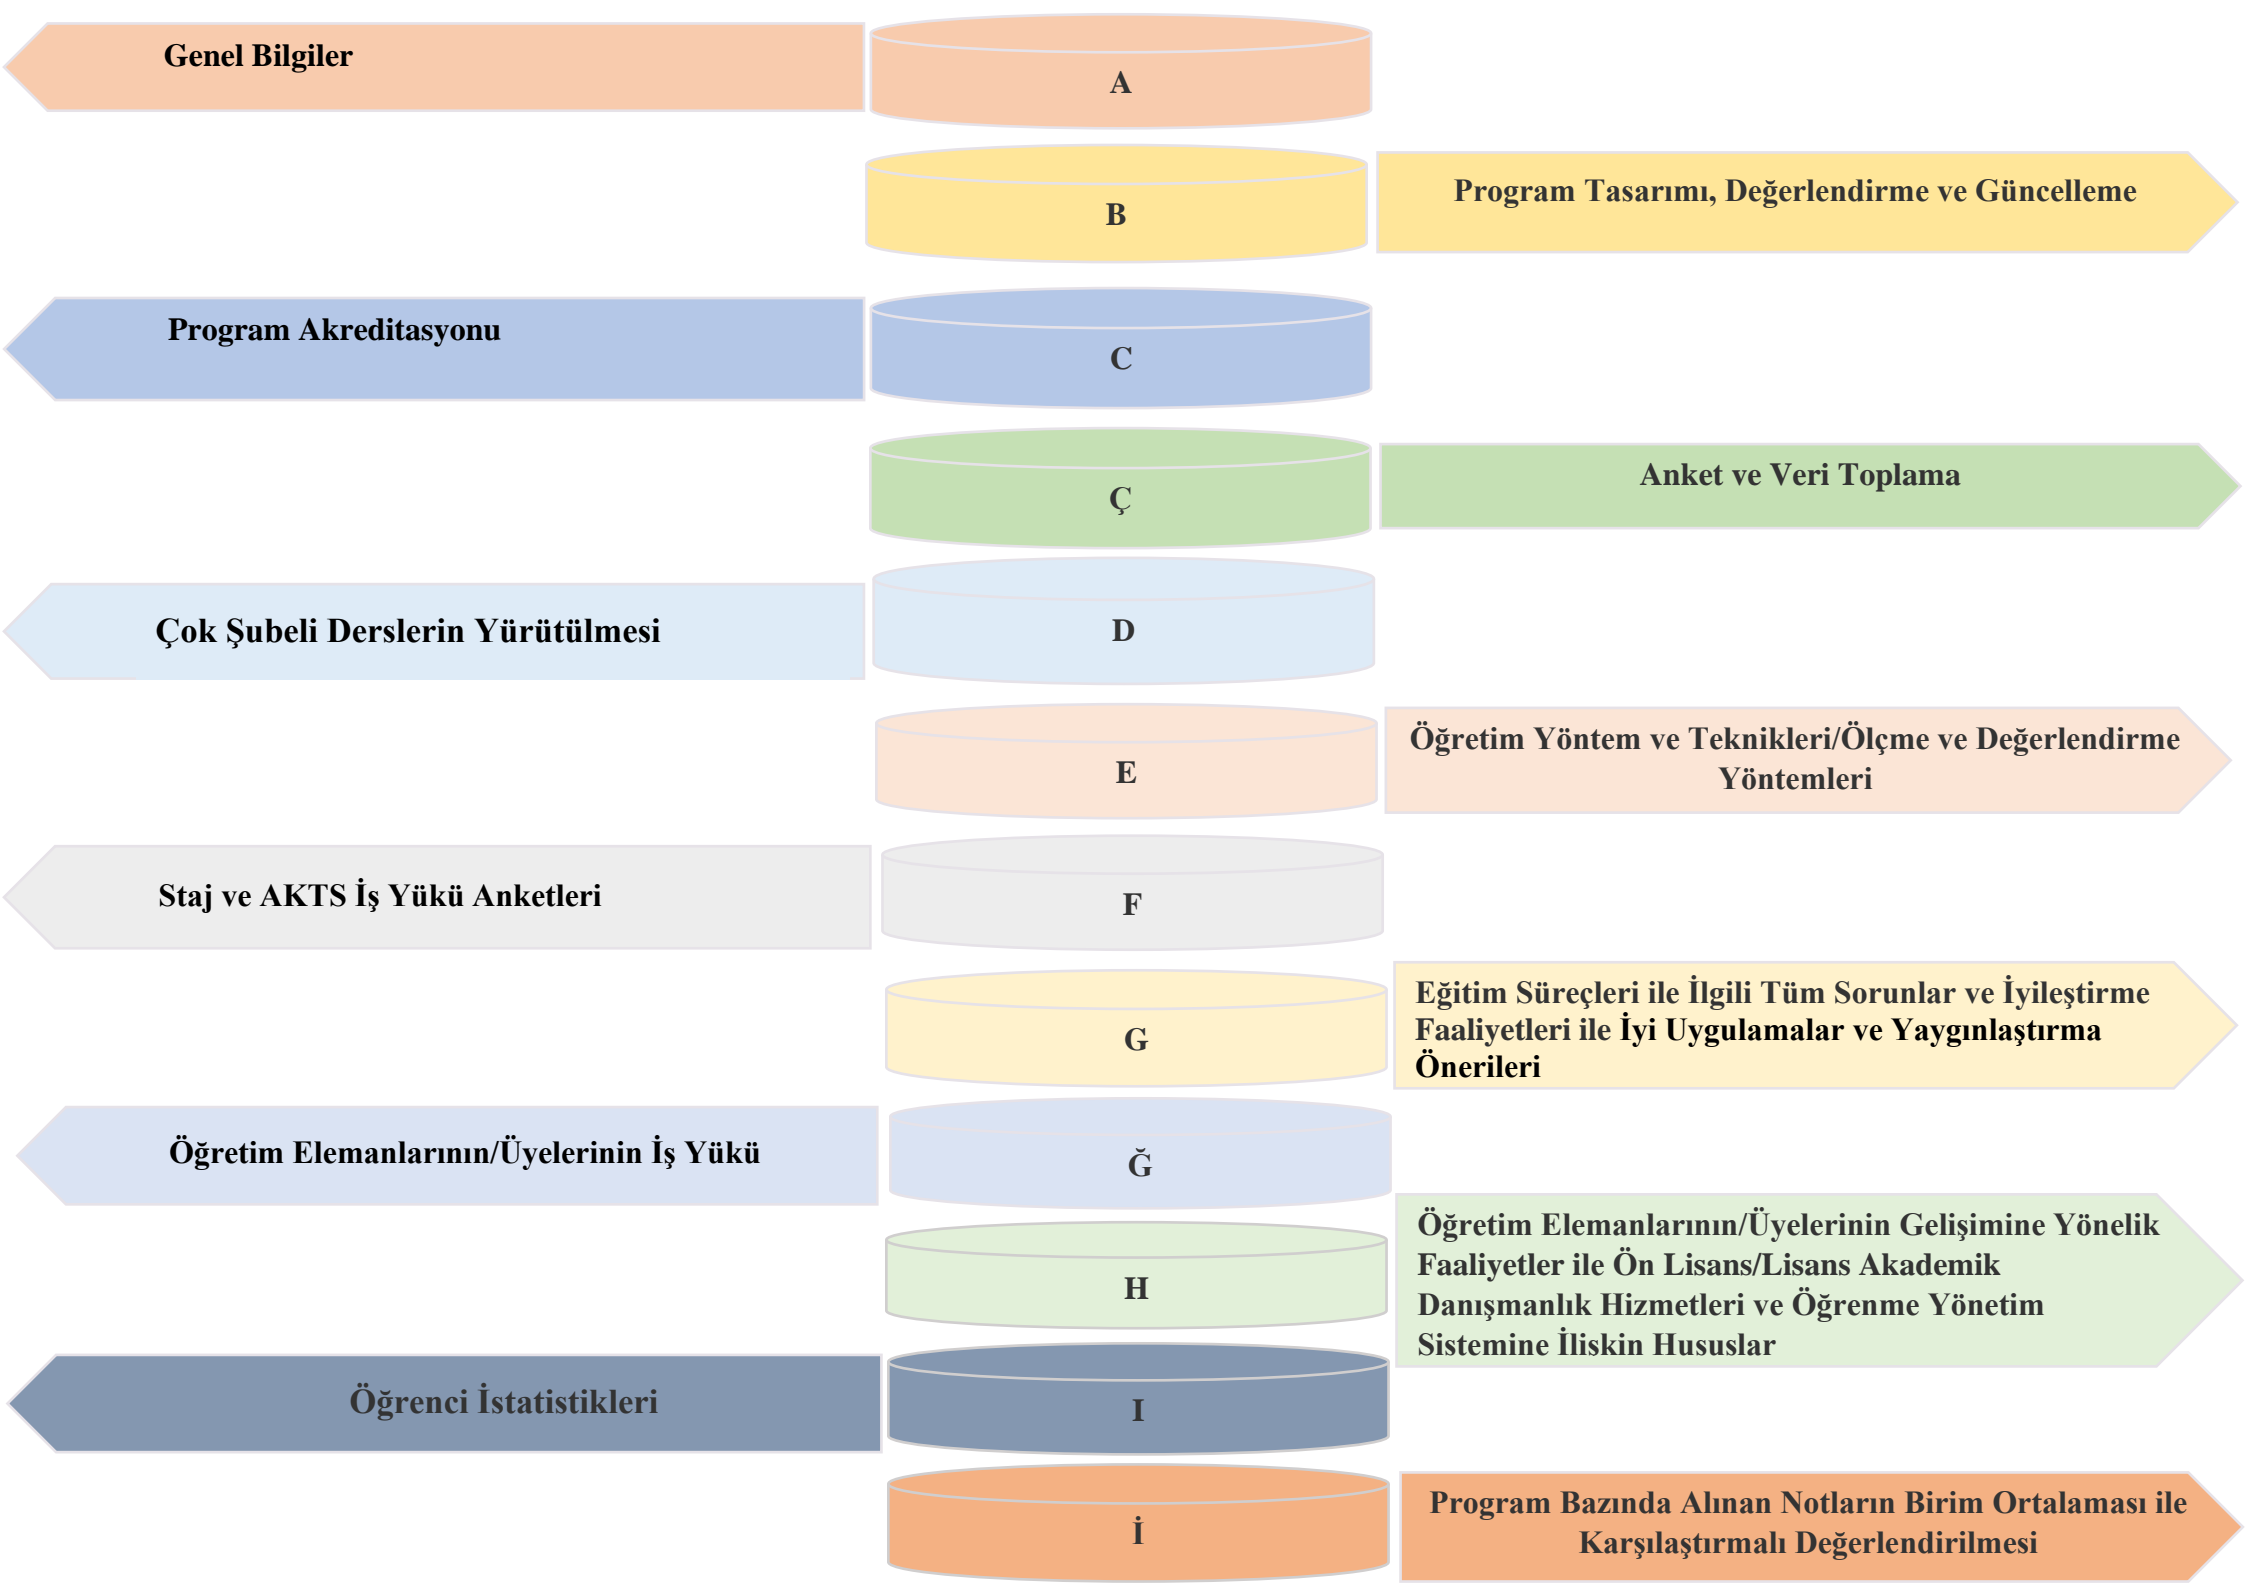 Genel Bilgiler
A
B
Program Tasarımı, Değerlendirme ve Güncelleme
Program Akreditasyonu
C
Ç
Anket ve Veri Toplama
Çok Şubeli Derslerin Yürütülmesi
D
E
Öğretim Yöntem ve Teknikleri/Ölçme ve Değerlendirme
Yöntemleri
Staj ve AKTS İş Yükü Anketleri
F
G
Eğitim Süreçleri ile İlgili Tüm Sorunlar ve İyileştirme
Faaliyetleri ile İyi Uygulamalar ve Yaygınlaştırma
Önerileri
Öğretim Elemanlarının/Üyelerinin İş Yükü
Ğ
H
Öğretim Elemanlarının/Üyelerinin Gelişimine Yönelik
Faaliyetler ile Ön Lisans/Lisans Akademik
Danışmanlık Hizmetleri ve Öğrenme Yönetim
Sistemine İliskin Hususlar
Öğrenci İstatistikleri
I
İ
Program Bazında Alınan Notların Birim Ortalaması ile
Karşılaştırmalı Değerlendirilmesi